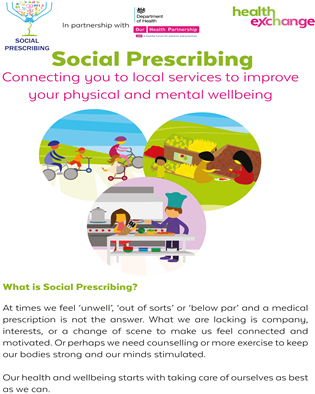 SOCIAL
PRESCRIBING
In partnership with
Department
of Health
Our Health Partnership
health
exchange
Social Prescribing
Connecting you to local services to improve
your physical and mental wellbeing
What is Social Prescribing?
At times we feel ‘unwell’, ‘out of sorts’ or ‘below par’ and a medical
prescription is not the answer. What we are lacking is company,
interests, or a change of scene to make us feel connected and
motivated. Or perhaps we need counselling or more exercise to keep
our bodies strong and our minds stimulated.
Our health and wellbeing starts with taking care of ourselves as best
as we can.